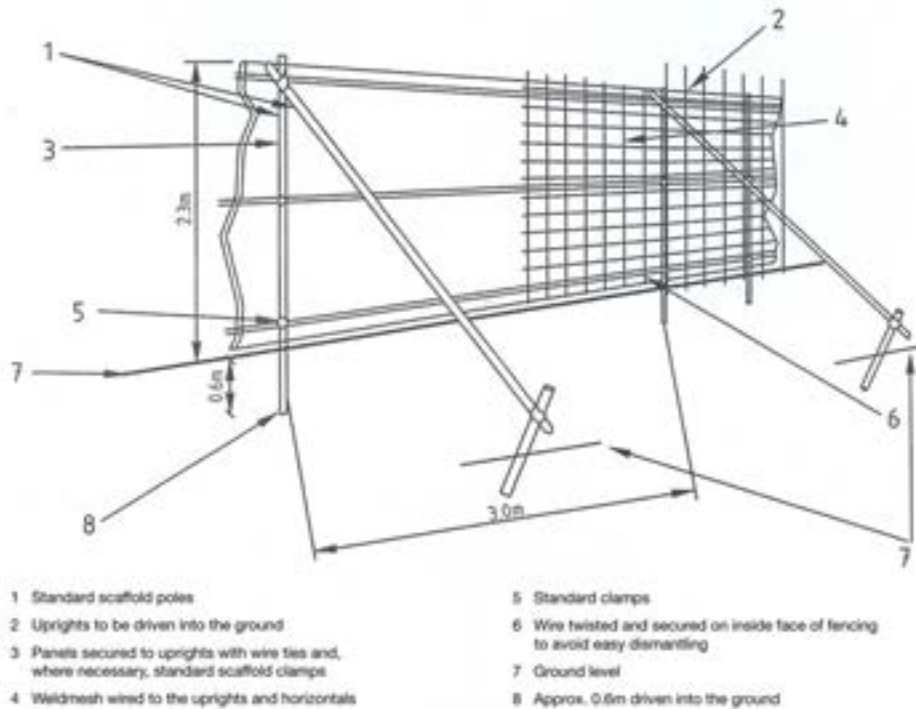 1
2
3
4
2.3m
5
7
0.6m
6
8
3.0m
7
1 Standard scaffold poles
2 Uprights to be driven into the ground
3 Panels secured to uprights with wire ties and,
where necessary, standard scaffold clamps
4 Weldmesh wired to the uprights and horizontals
5 Standard clamps
6 Wire twisted and secured on inside face of fencing
to avoid easy dismantling
7 Ground level
8 Approx. 0.6m driven into the ground